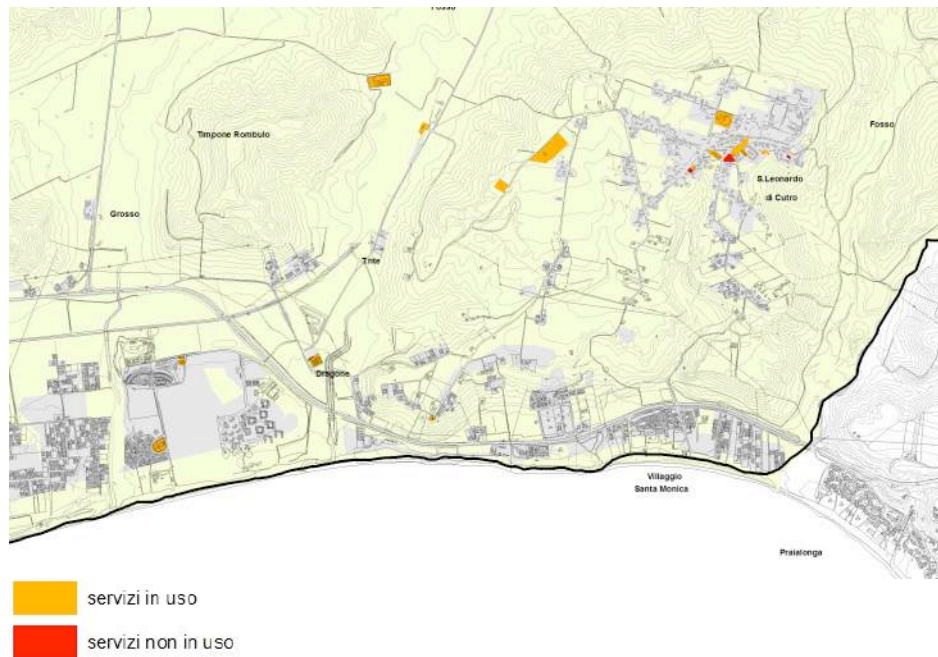 Fosso
Timpone Rombulo
Fosso
S.Leonardo
di Cutro
Grosso
T.nte
Dragone
Villaggio
Santa Monica
Praialonga
servizi in uso
servizi non in uso